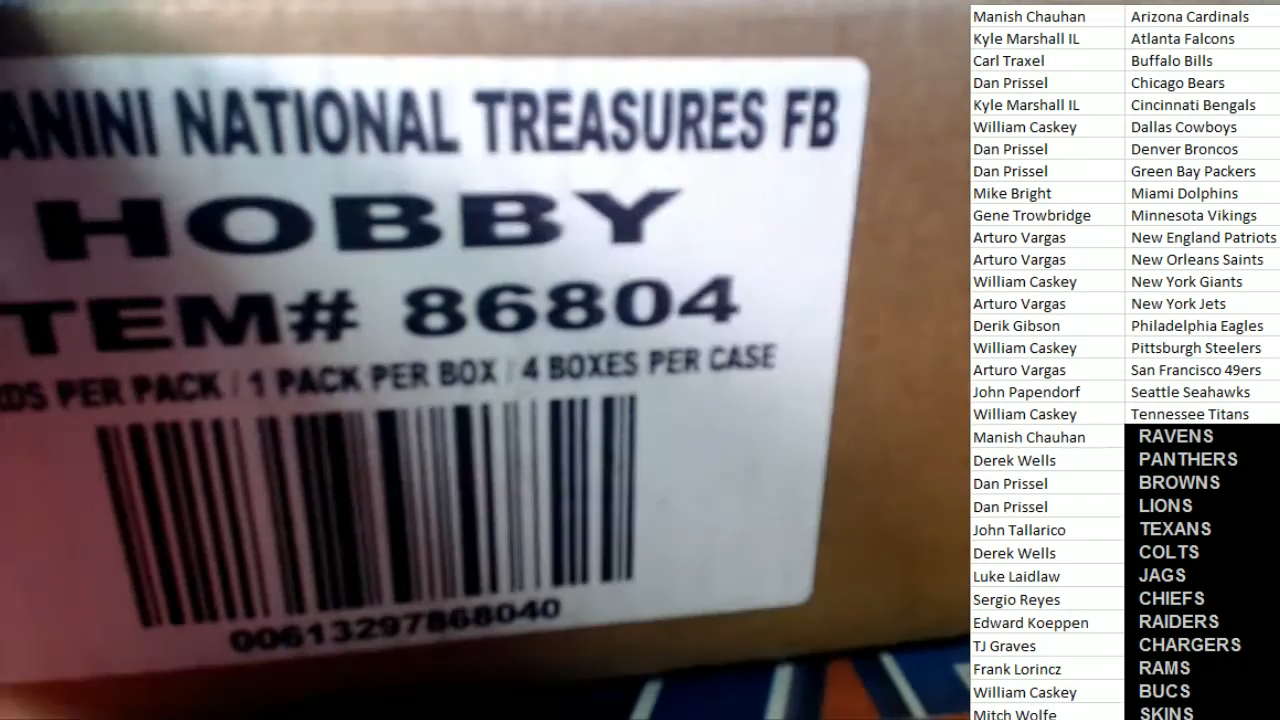 ANINI NATIONAL TREASURES FB
HOBBY
TEM# 86804
PER PACK / 1 PACK PER BOX / 4 BOXES PER CASE
00613297868040
Manish Chauhan Arizona Cardinals
Kyle Marshall IL Atlanta Falcons
Carl Traxel Buffalo Bills
Dan Prissel Chicago Bears
Kyle Marshall IL Cincinnati Bengals
William Caskey Dallas Cowboys
Dan Prissel Denver Broncos
Dan Prissel Green Bay Packers
Mike Bright Miami Dolphins
Gene Trowbridge Minnesota Vikings
Arturo Vargas New England Patriots
Arturo Vargas New Orleans Saints
William Caskey New York Giants
Arturo Vargas New York Jets
Derik Gibson Philadelphia Eagles
William Caskey Pittsburgh Steelers
Arturo Vargas San Francisco 49ers
John Papendorf Seattle Seahawks
William Caskey Tennessee Titans
Manish Chauhan RAVENS
Derek Wells PANTHERS
Dan Prissel BROWNS
Dan Prissel LIONS
John Tallarico TEXANS
Derek Wells COLTS
Luke Laidlaw JAGS
Sergio Reyes CHIEFS
Edward Koeppen RAIDERS
TJ Graves CHARGERS
Frank Lorincz RAMS
William Caskey BUCS
Mitch Wolfe SKINS